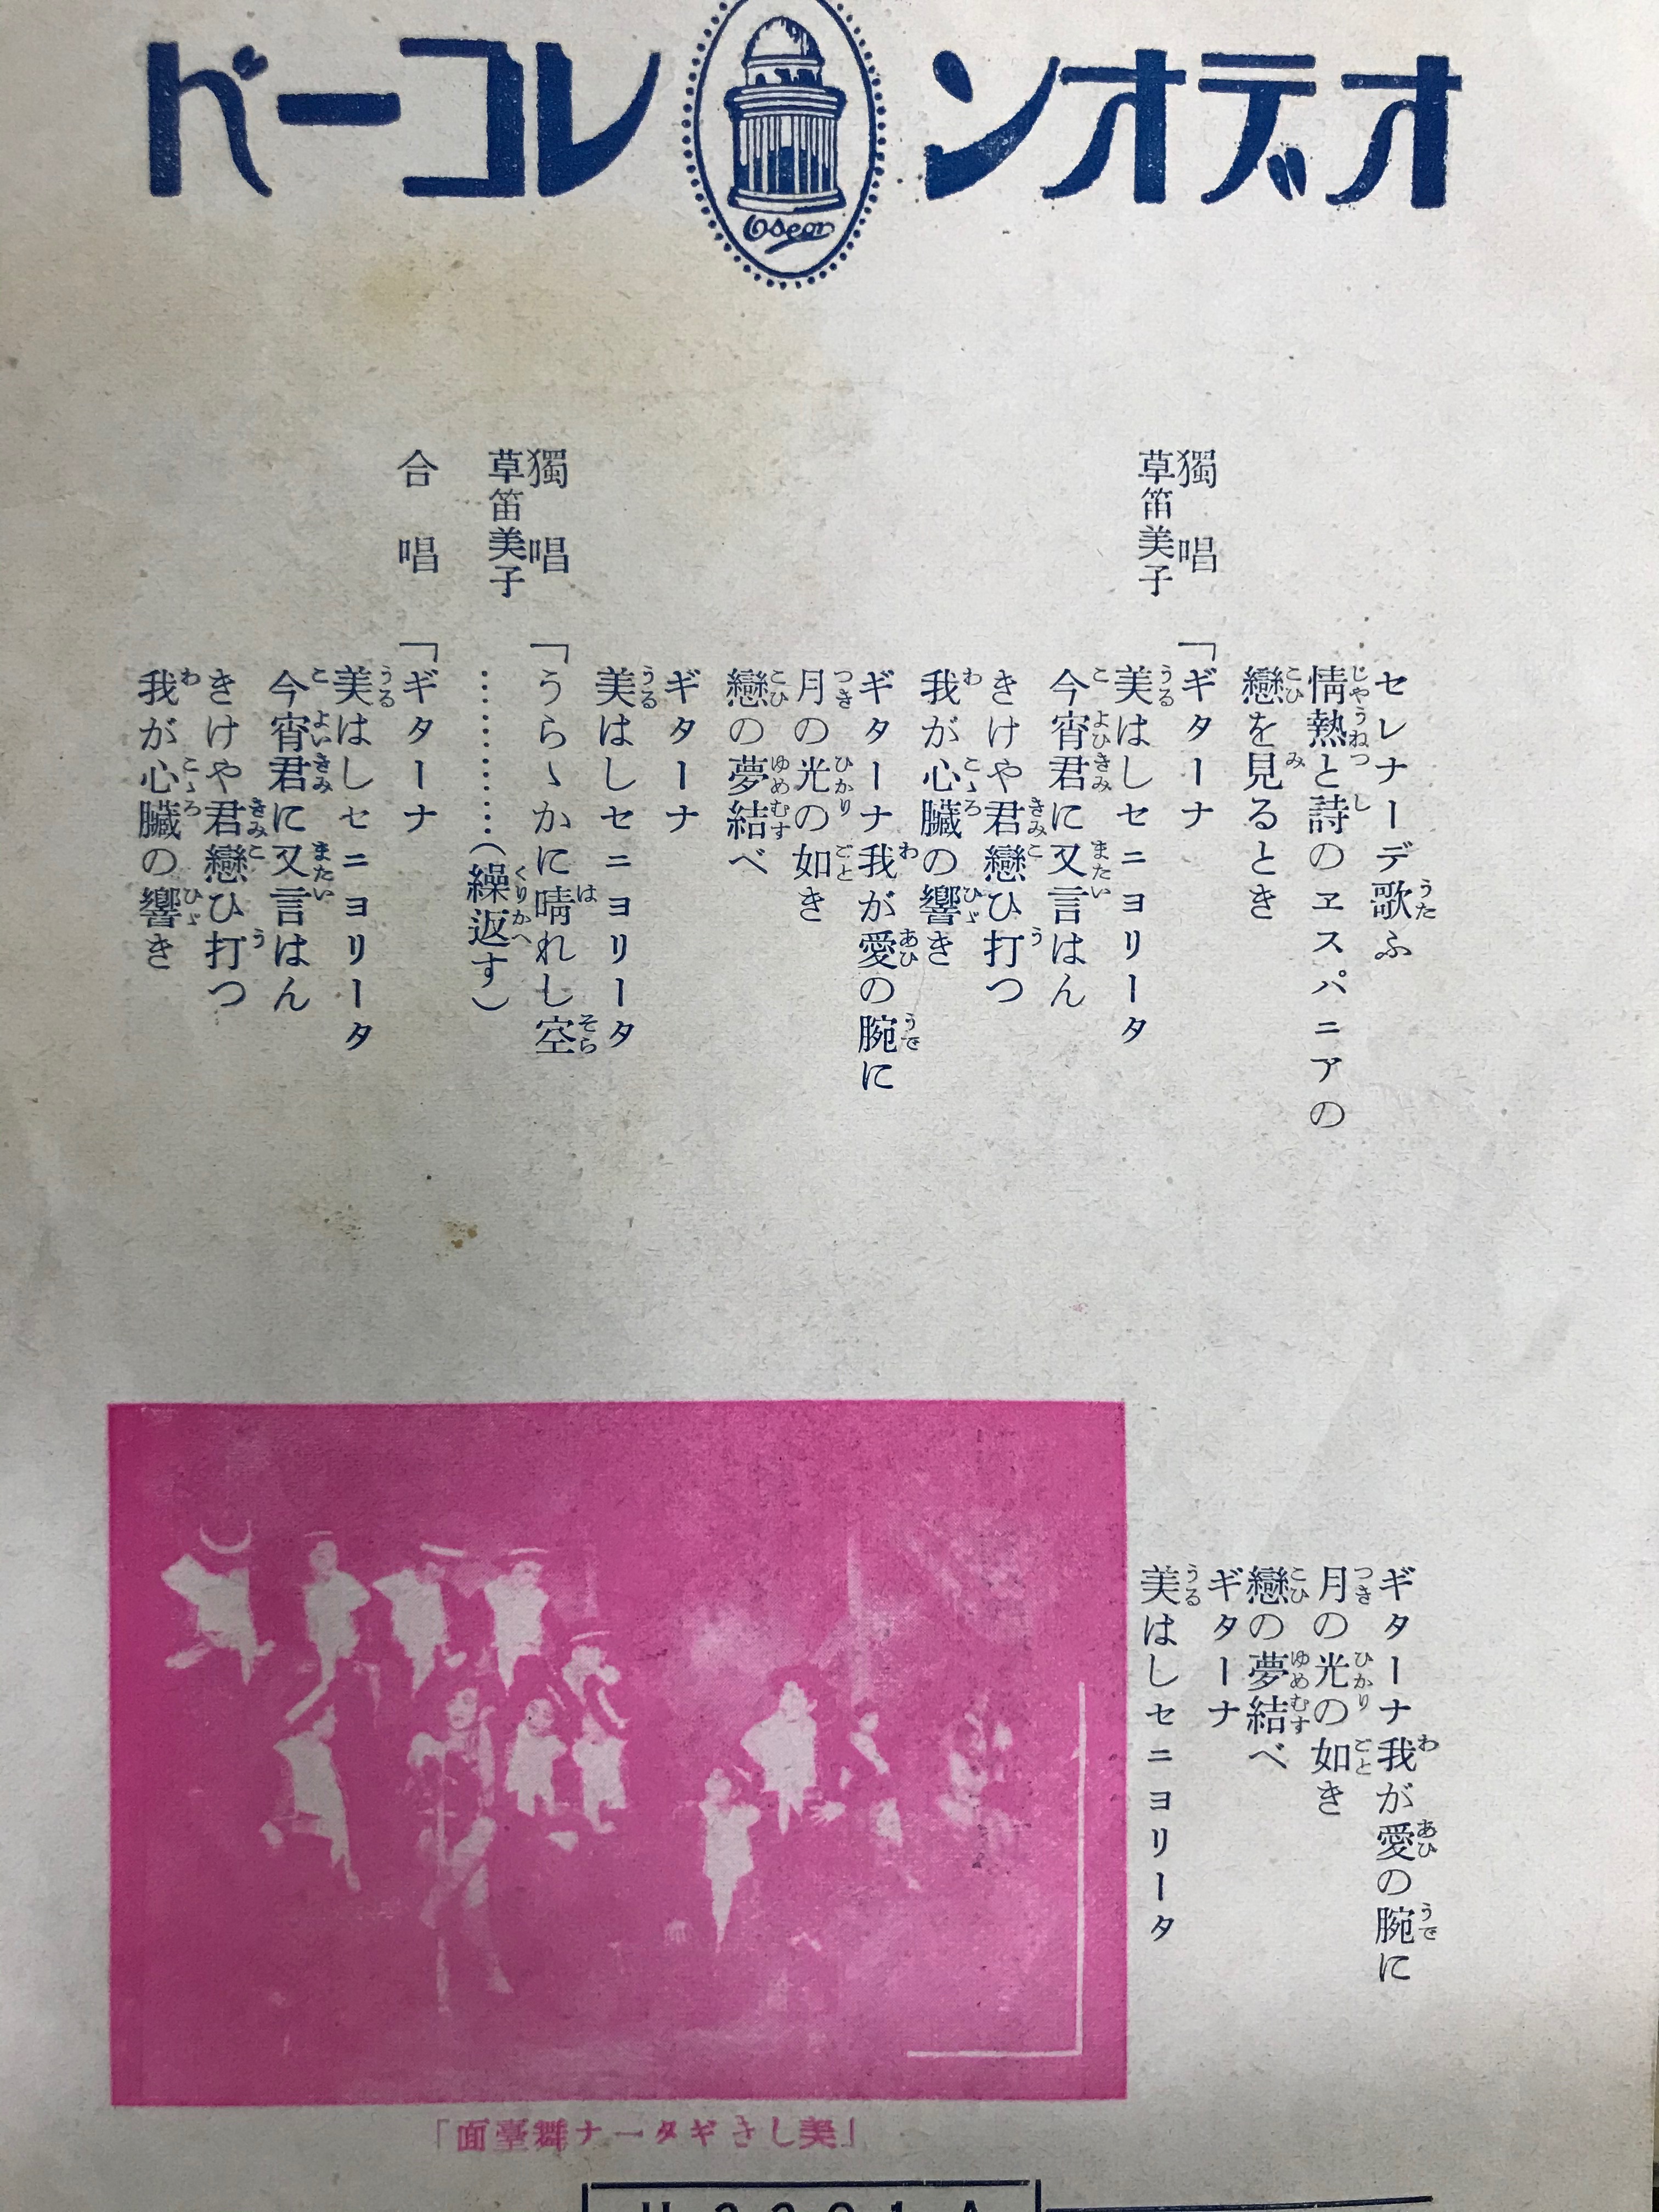 オデオンレコード
Odeon
セレナーデ歌ふ
情熱と詩のヱスパニアの
戀を見るとき
獨唱 草笛美子
「ギターナ
美はしセニヨリータ
今宵君に又言はん
きけや君戀ひ打つ
我が心臓の響き
ギターナ我が愛の腕に
月の光の如き
戀の夢結べ
ギターナ
美はしセニヨリータ
獨唱 草笛美子
「うらゝかに晴れし空
………(繰返す)
合唱
「ギターナ
美はしセニヨリータ
今宵君に又言はん
きけや君戀ひ打つ
我が心臓の響き
ギターナ我が愛の腕に
月の光の如き
戀の夢結べ
ギターナ
美はしセニヨリータ
「美しきギターナ舞臺面」